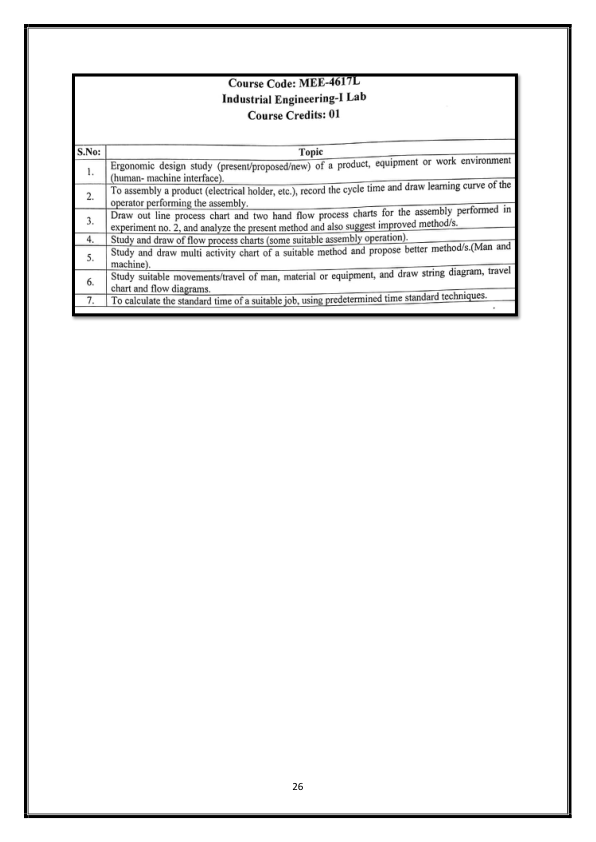 Course Code: MEE-4617L
Industrial Engineering-I Lab
Course Credits: 01
S.No: Topic
1. Ergonomic design study (present/proposed/new) of a product, equipment or work environment
(human- machine interface).
2. To assembly a product (electrical holder, etc.), record the cycle time and draw learning curve of the
operator performing the assembly.
3. Draw out line process chart and two hand flow process charts for the assembly performed in
experiment no. 2, and analyze the present method and also suggest improved method/s.
4. Study and draw of flow process charts (some suitable assembly operation).
5. Study and draw multi activity chart of a suitable method and propose better method/s.(Man and
machine).
6. Study suitable movements/travel of man, material or equipment, and draw string diagram, travel
chart and flow diagrams.
7. To calculate the standard time of a suitable job, using predetermined time standard techniques.
26